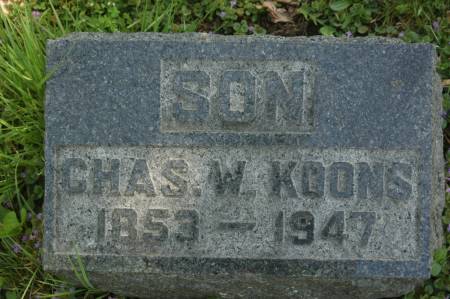 SON
CHAS. W. KOONS
1853 – 1947